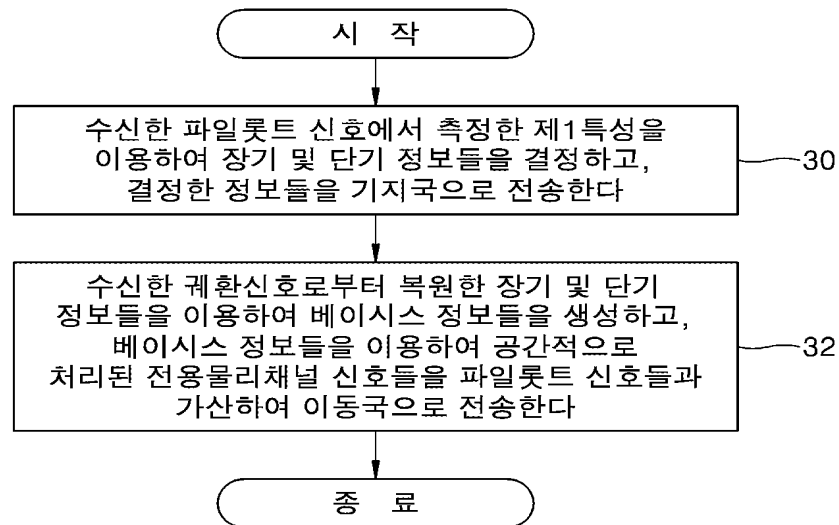 시 작
수신한 파일롯트 신호에서 측정한 제1특성을
이용하여 장기 및 단기 정보들을 결정하고,
결정한 정보들을 기지국으로 전송한다
30
수신한 궤환신호로부터 복원한 장기 및 단기
정보들을 이용하여 베이시스 정보들을 생성하고,
베이시스 정보들을 이용하여 공간적으로
처리된 전용물리채널 신호들을 파일롯트 신호들과
가산하여 이동국으로 전송한다
32
종 료